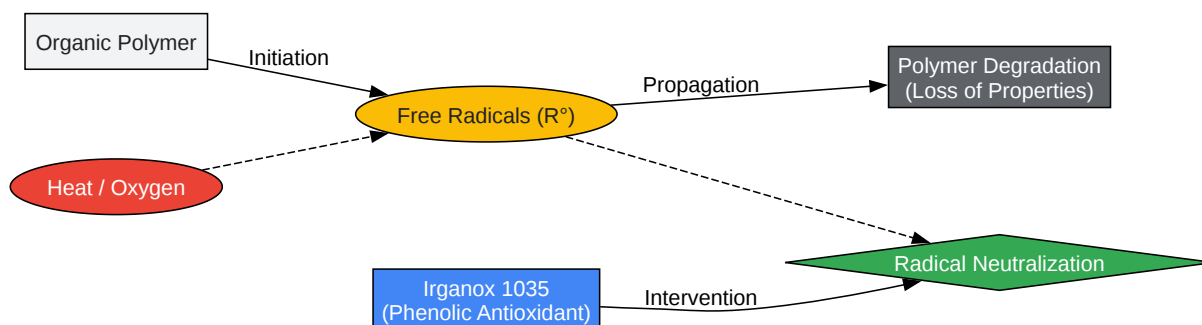 Organic Polymer
Initiation
Heat / Oxygen
Free Radicals (R°)
Propagation
Polymer Degradation
(Loss of Properties)
Irganox 1035
(Phenolic Antioxidant)
Intervention
Radical Neutralization